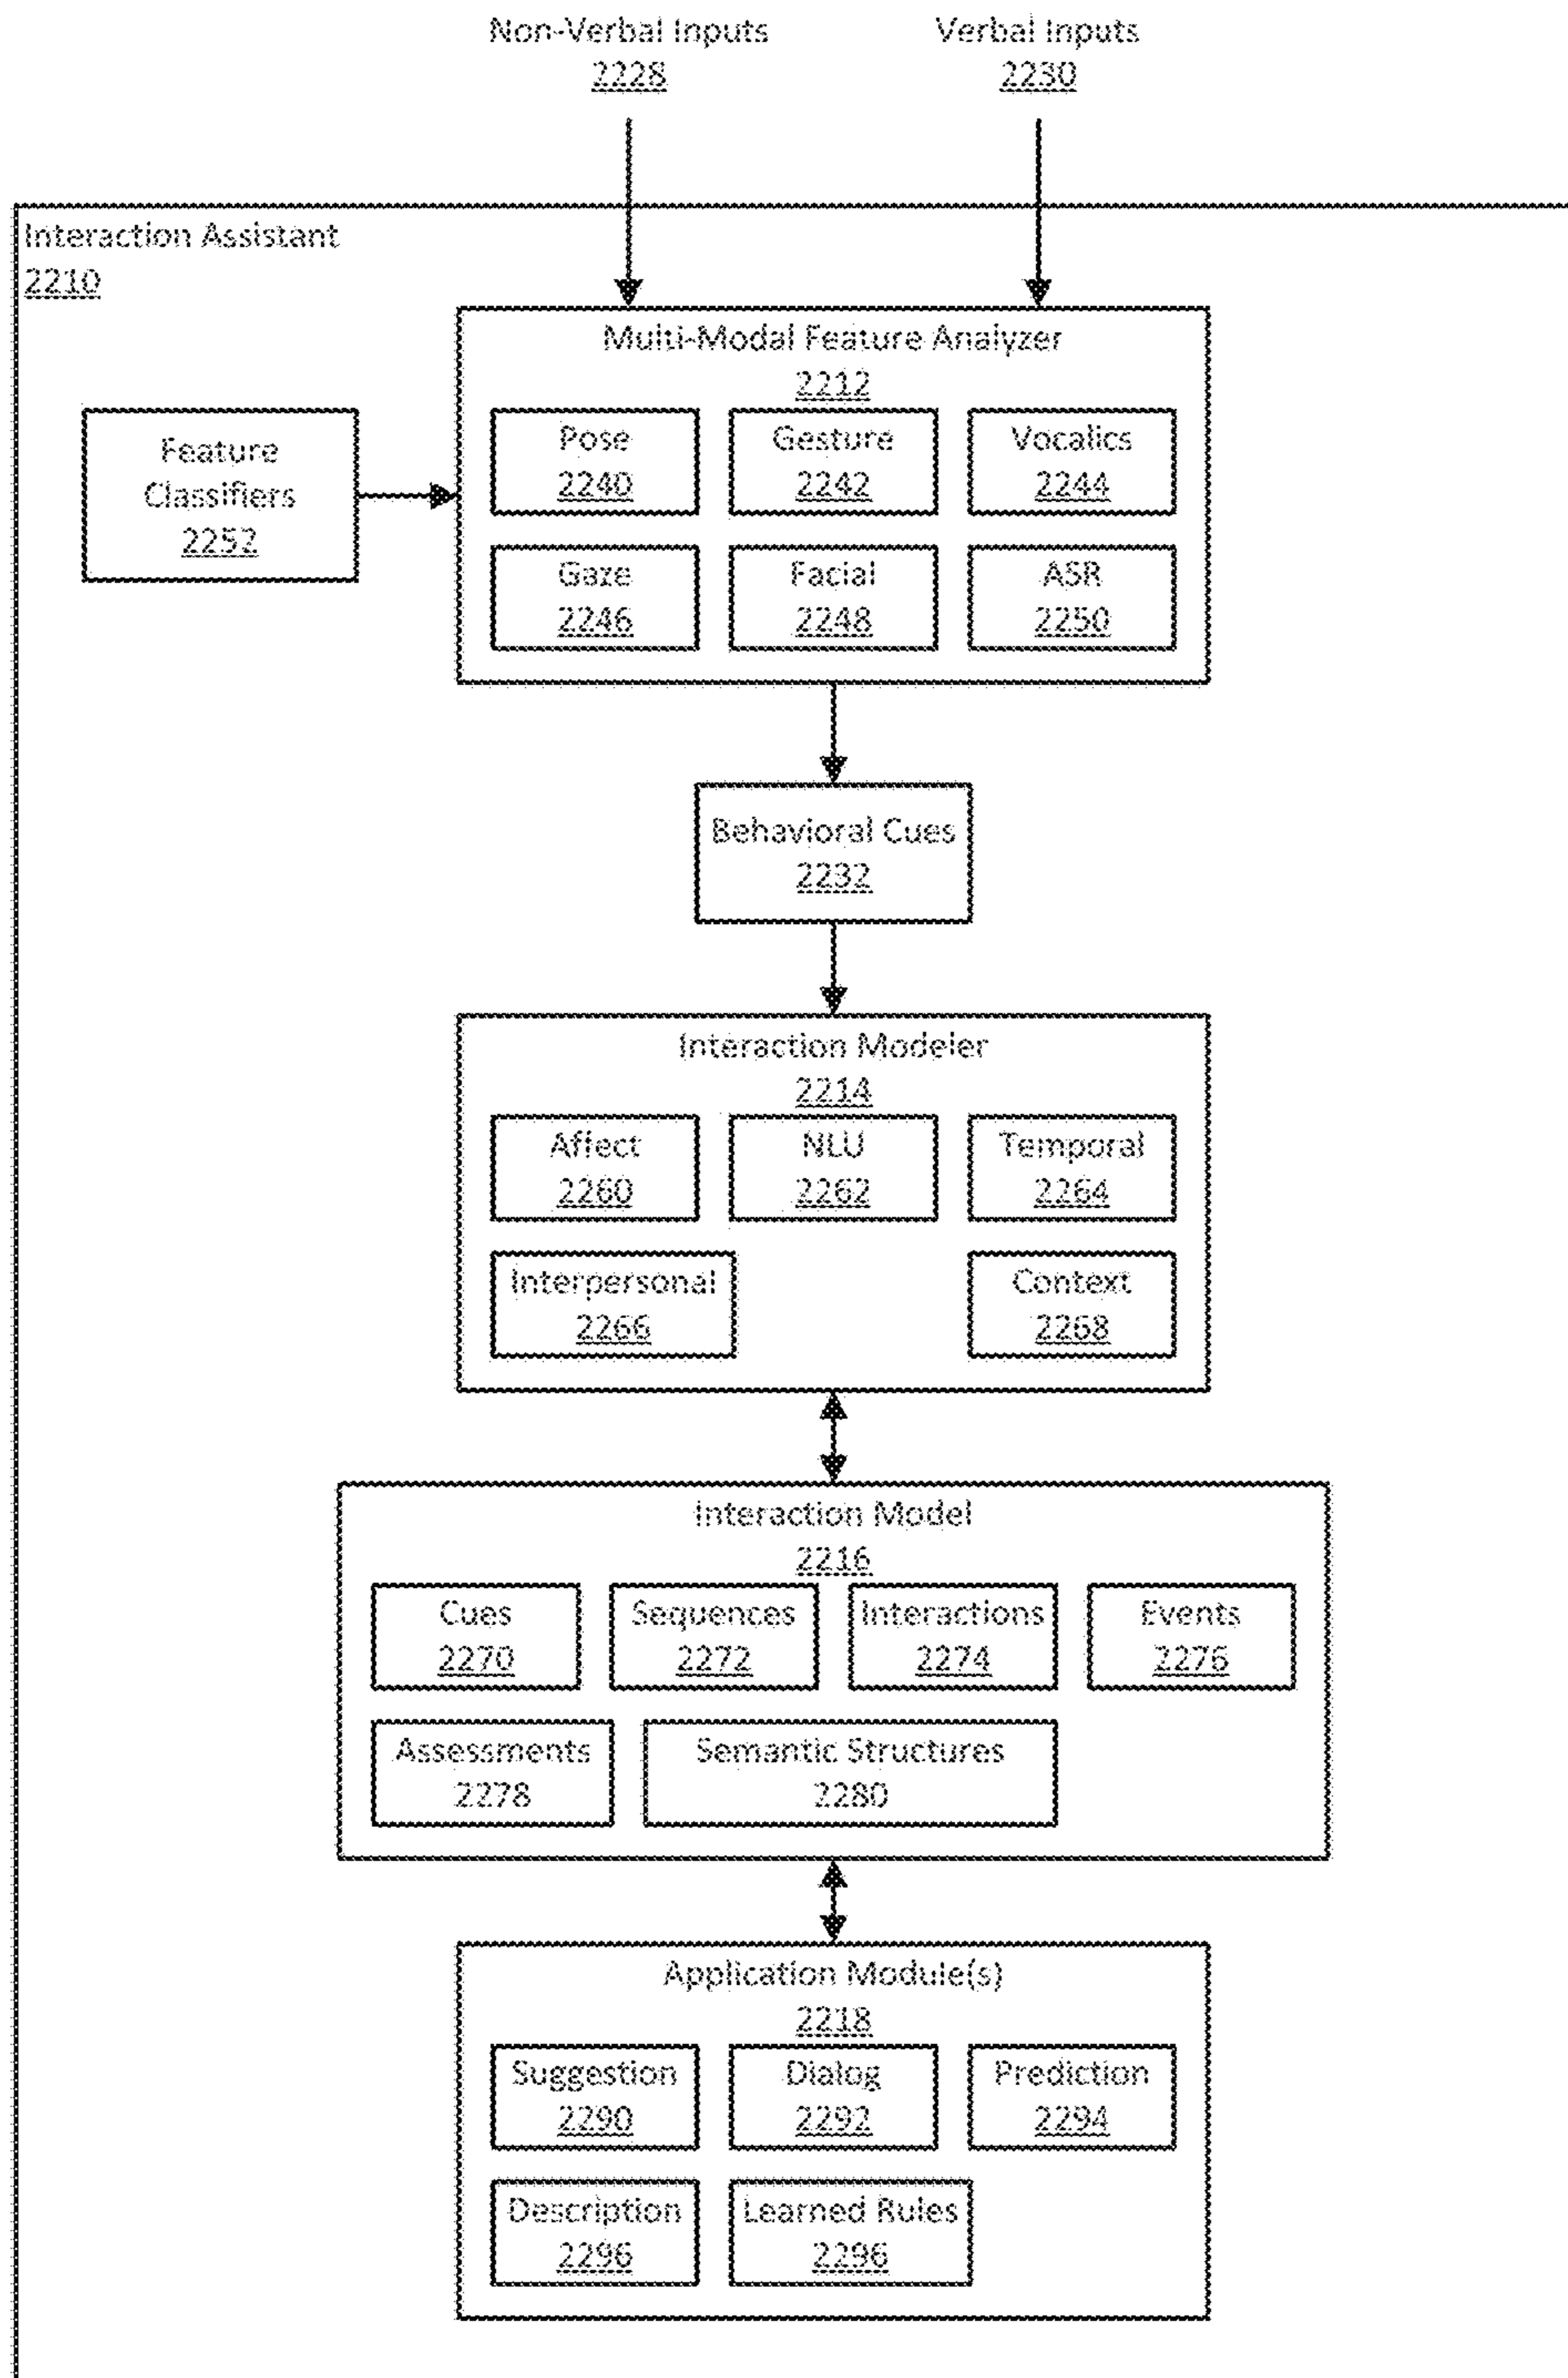 Non-Verbal Inputs
2228
Verbal Inputs
2230
Interaction Assistant
2210
Multi-Modal Feature Analyzer
2212
Feature
Classifiers
2252
Pose
2240
Gesture
2242
Vocalics
2244
Gaze
2246
Facial
2248
ASR
2250
Behavioral Cues
2232
Interaction Modeler
2214
Affect
2260
NLU
2262
Temporal
2264
Interpersonal
2266
Context
2268
Interaction Model
2216
Cues
2270
Sequences
2272
Interactions
2274
Events
2276
Assessments
2278
Semantic Structures
2280
Application Module(s)
2218
Suggestion
2290
Dialog
2292
Prediction
2294
Description
2296
Learned Rules
2296